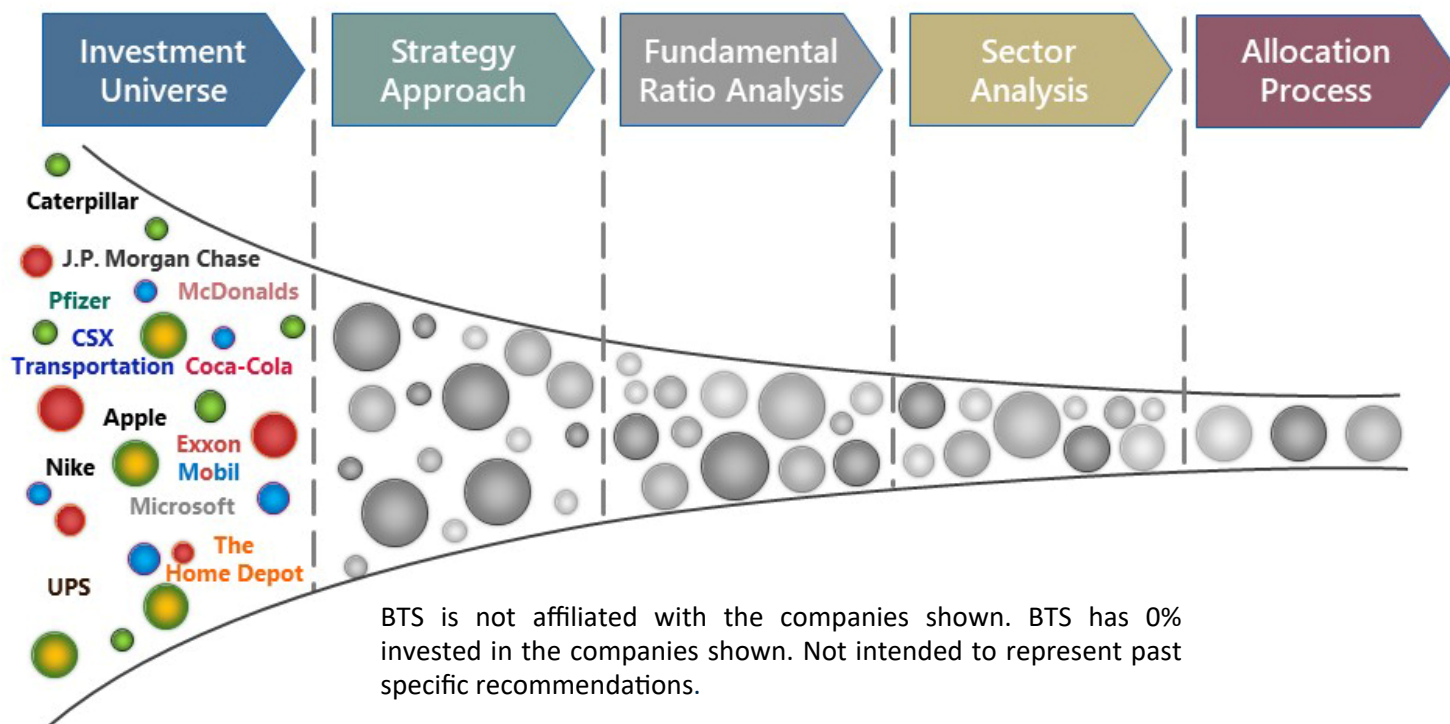 Investment
Universe
Strategy
Approach
Fundamental
Ratio Analysis
Sector
Analysis
Allocation
Process
Caterpillar
J.P. Morgan Chase
Pfizer
McDonalds
CSX
Transportation
Coca-Cola
Apple
Exxon
Mobil
Nike
Microsoft
The
Home Depot
UPS
BTS is not affiliated with the companies shown. BTS has 0%
invested in the companies shown. Not intended to represent past
specific recommendations.